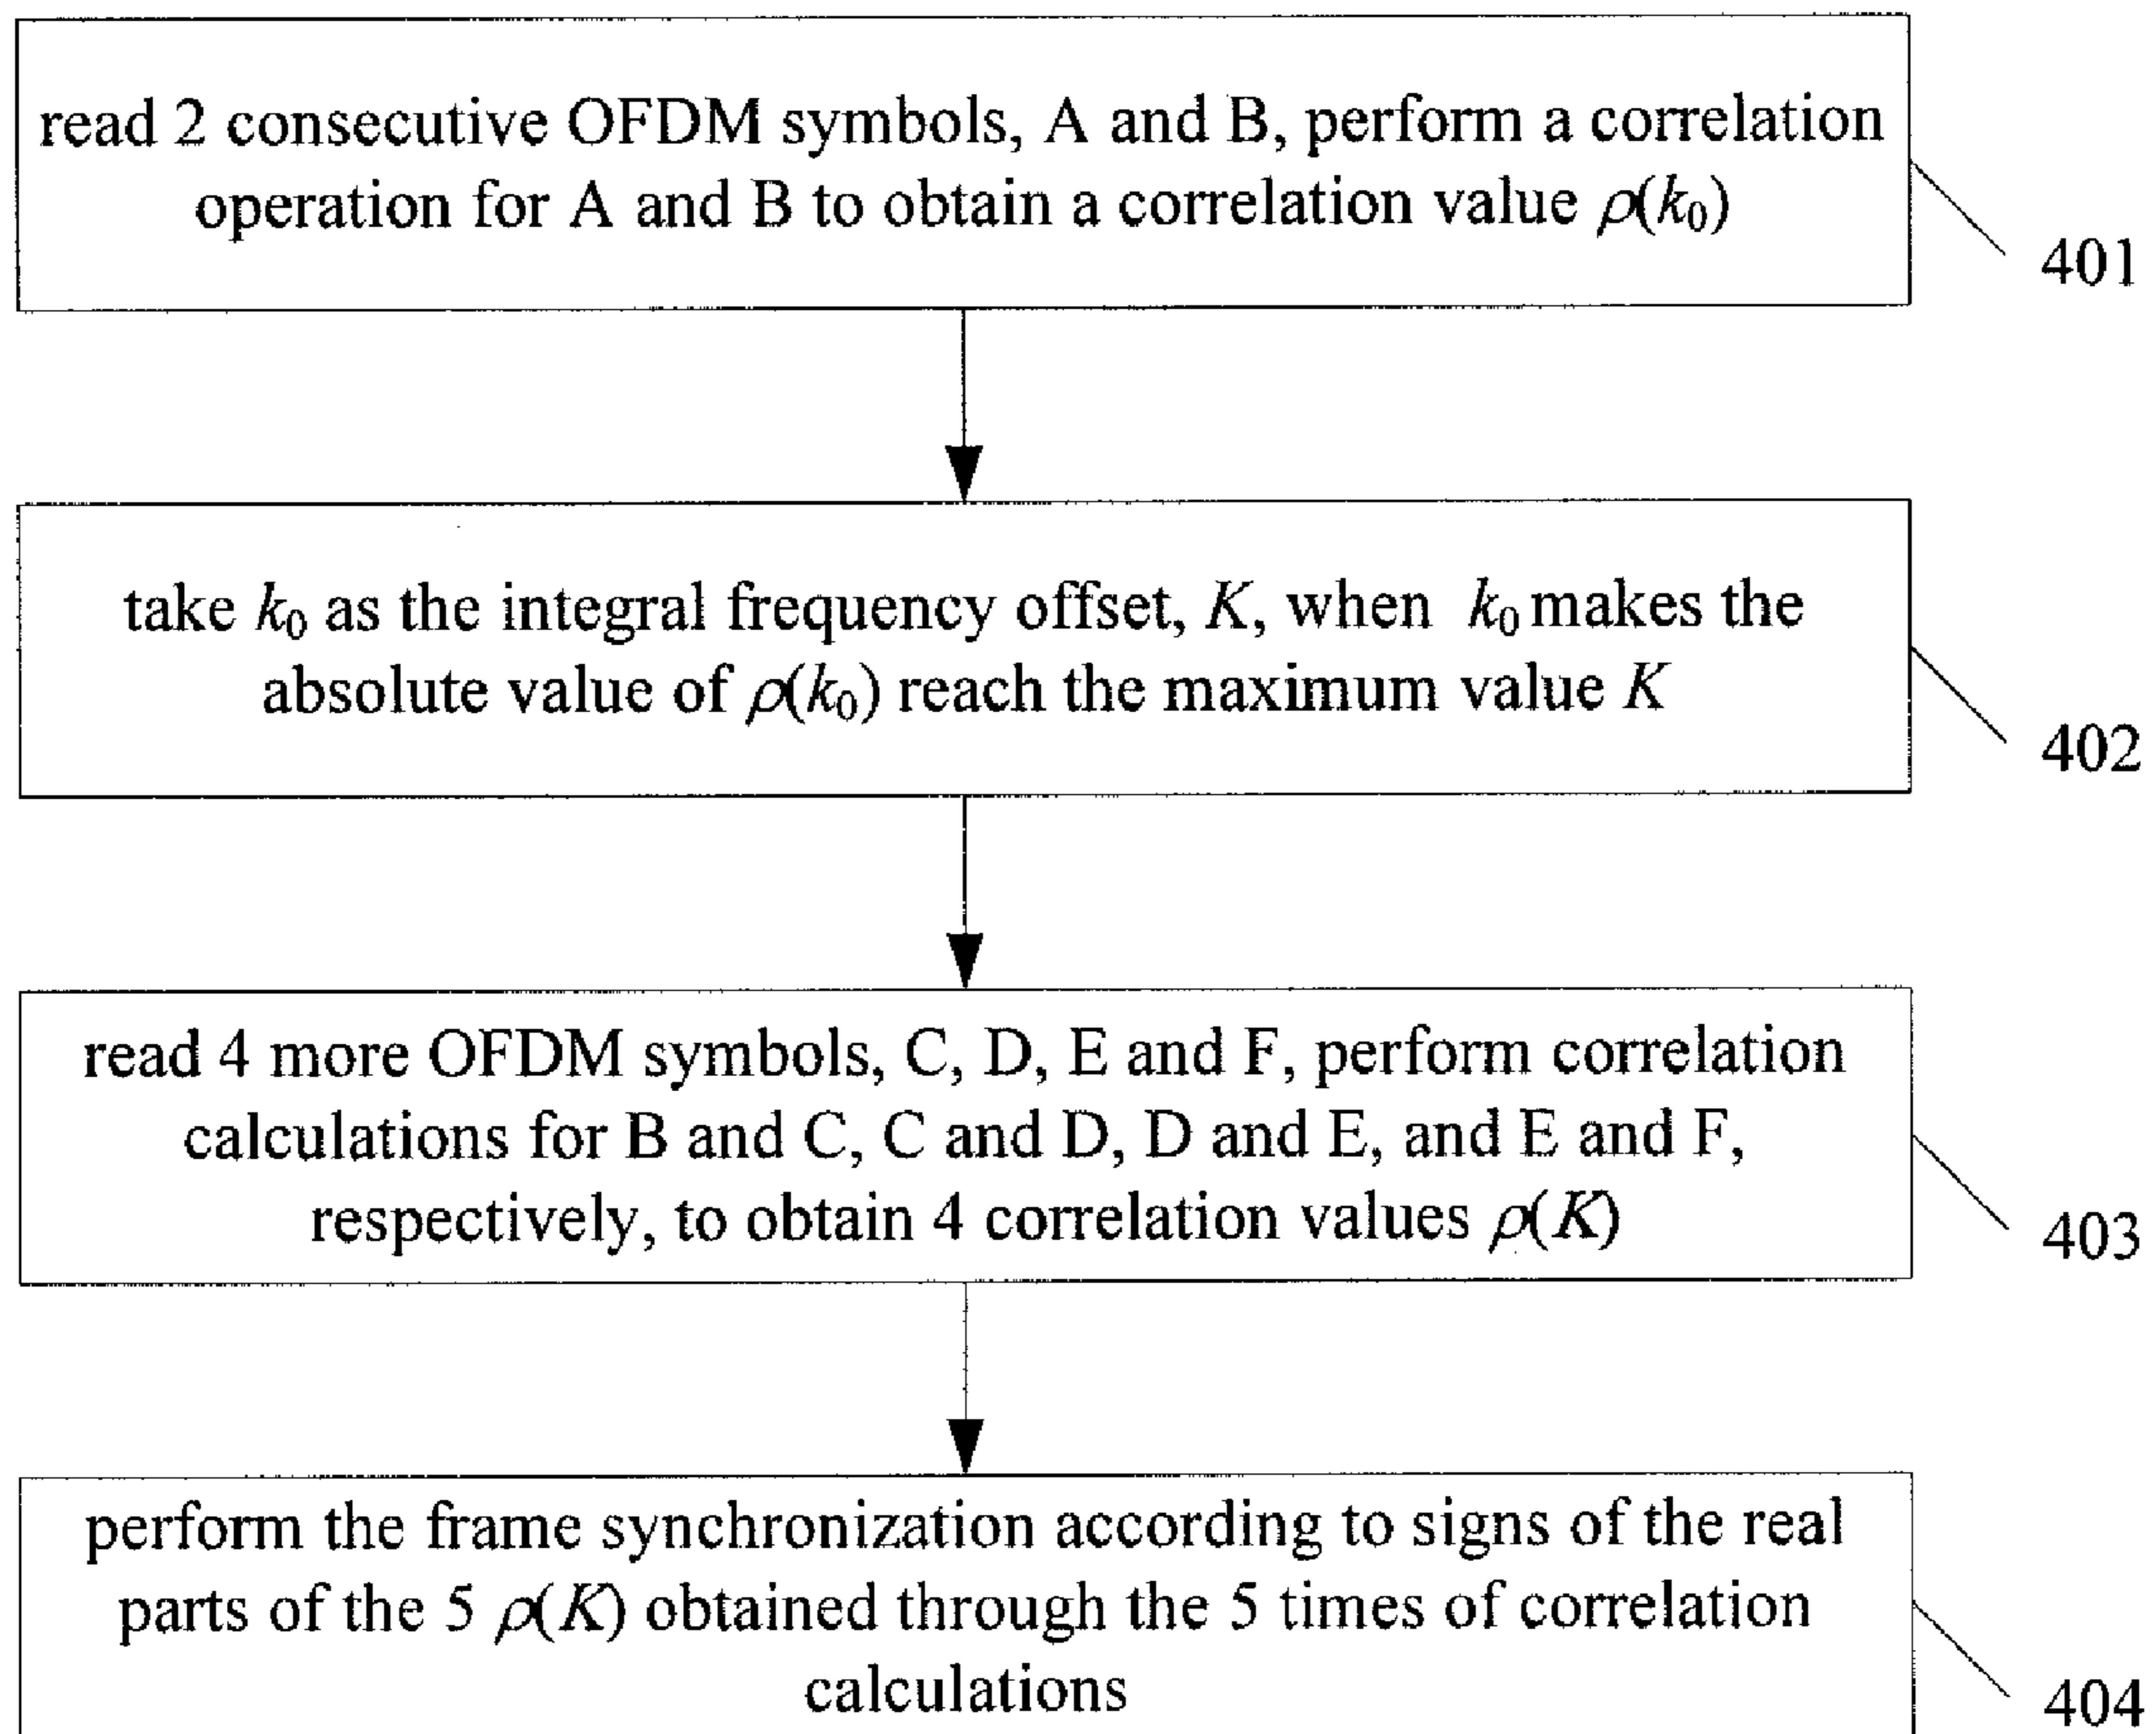 read 2 consecutive OFDM symbols, A and B, perform a correlation
operation for A and B to obtain a correlation value ρ(k₀)
401
take k₀ as the integral frequency offset, K, when k₀ makes the
absolute value of ρ(k₀) reach the maximum value K
402
read 4 more OFDM symbols, C, D, E and F, perform correlation
calculations for B and C, C and D, D and E, and E and F,
respectively, to obtain 4 correlation values ρ(K)
403
perform the frame synchronization according to signs of the real
parts of the 5 ρ(K) obtained through the 5 times of correlation
calculations
404